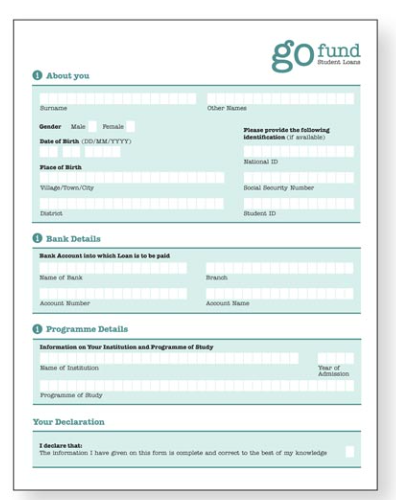 go fund
Student Loans
1 About you
Surname Other Names
Gender Male Female
Please provide the following
identification (if available)
Date of Birth (DD/MM/YYYY)
National ID
Place of Birth
Village/Town/City Social Security Number
District Student ID
1 Bank Details
Bank Account into which Loan is to be paid
Name of Bank Branch
Account Number Account Name
1 Programme Details
Information on Your Institution and Programme of Study
Name of Institution Year of
Admission
Programme of Study
Your Declaration
I declare that:
The information I have given on this form is complete and correct to the best of my knowledge